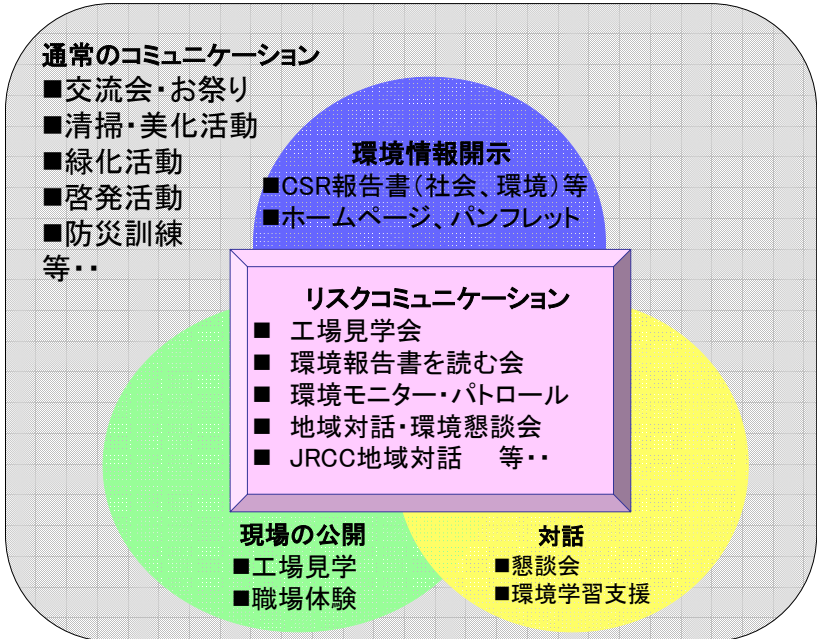 通常のコミュニケーション
■交流会・お祭り
■清掃・美化活動
■緑化活動
■啓発活動
■防災訓練
等・・
環境情報開示
■CSR報告書（社会、環境）等
■ホームページ、パンフレット
リスクコミュニケーション
■ 工場見学会
■ 環境報告書を読む会
■ 環境モニター・パトロール
■ 地域対話・環境懇談会
■ JRCC地域対話 等・・
現場の公開
■工場見学
■職場体験
対話
■懇談会
■環境学習支援